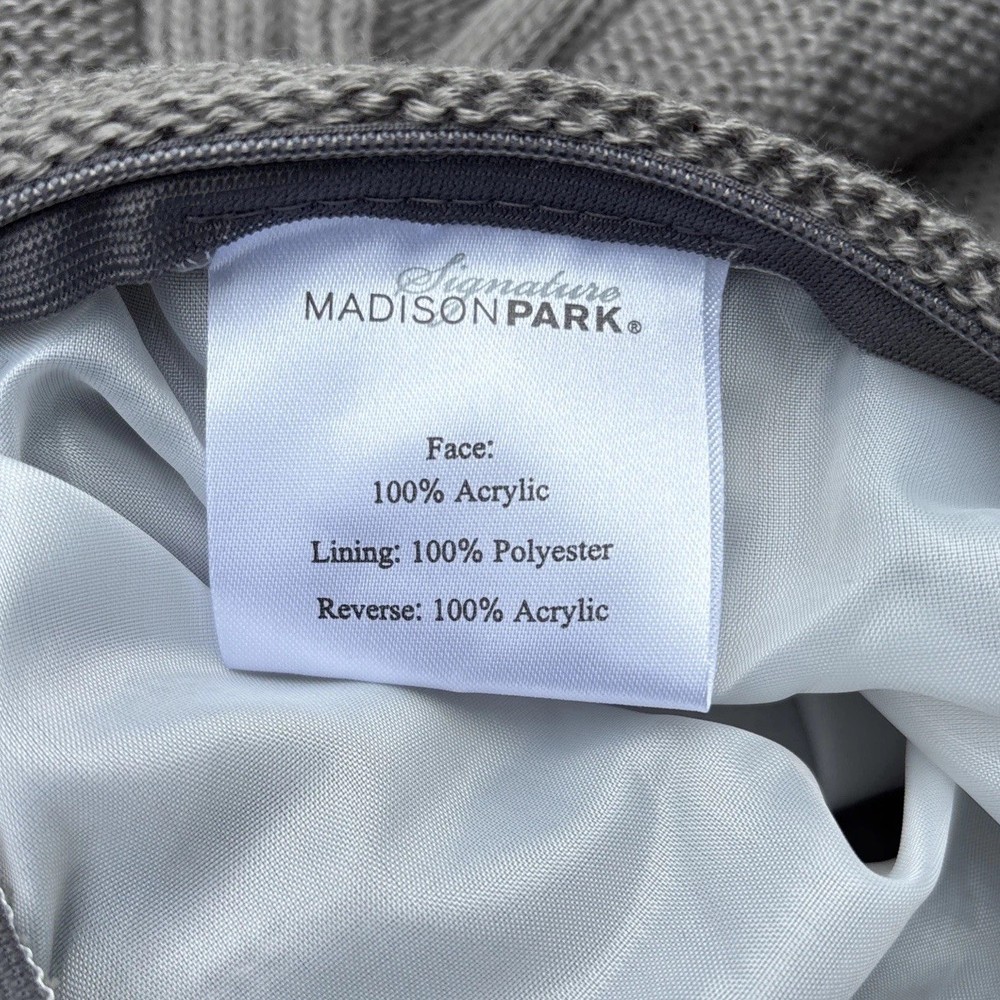 Signature
MADISONPARK®
Face:
100% Acrylic
Lining: 100% Polyester
Reverse: 100% Acrylic